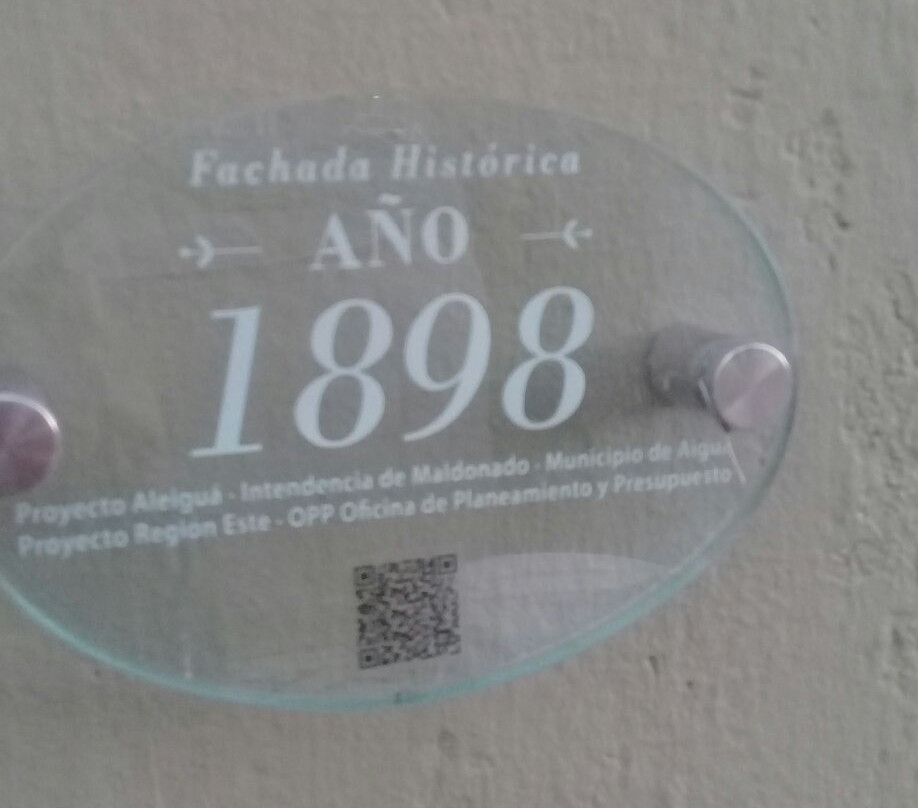 Fachada Histórica
AÑO
1898
Proyecto Aleiguá - Intendencia de Maldonado - Municipio de Aiguá
Proyecto Región Este - OPP Oficina de Planeamiento y Presupuesto